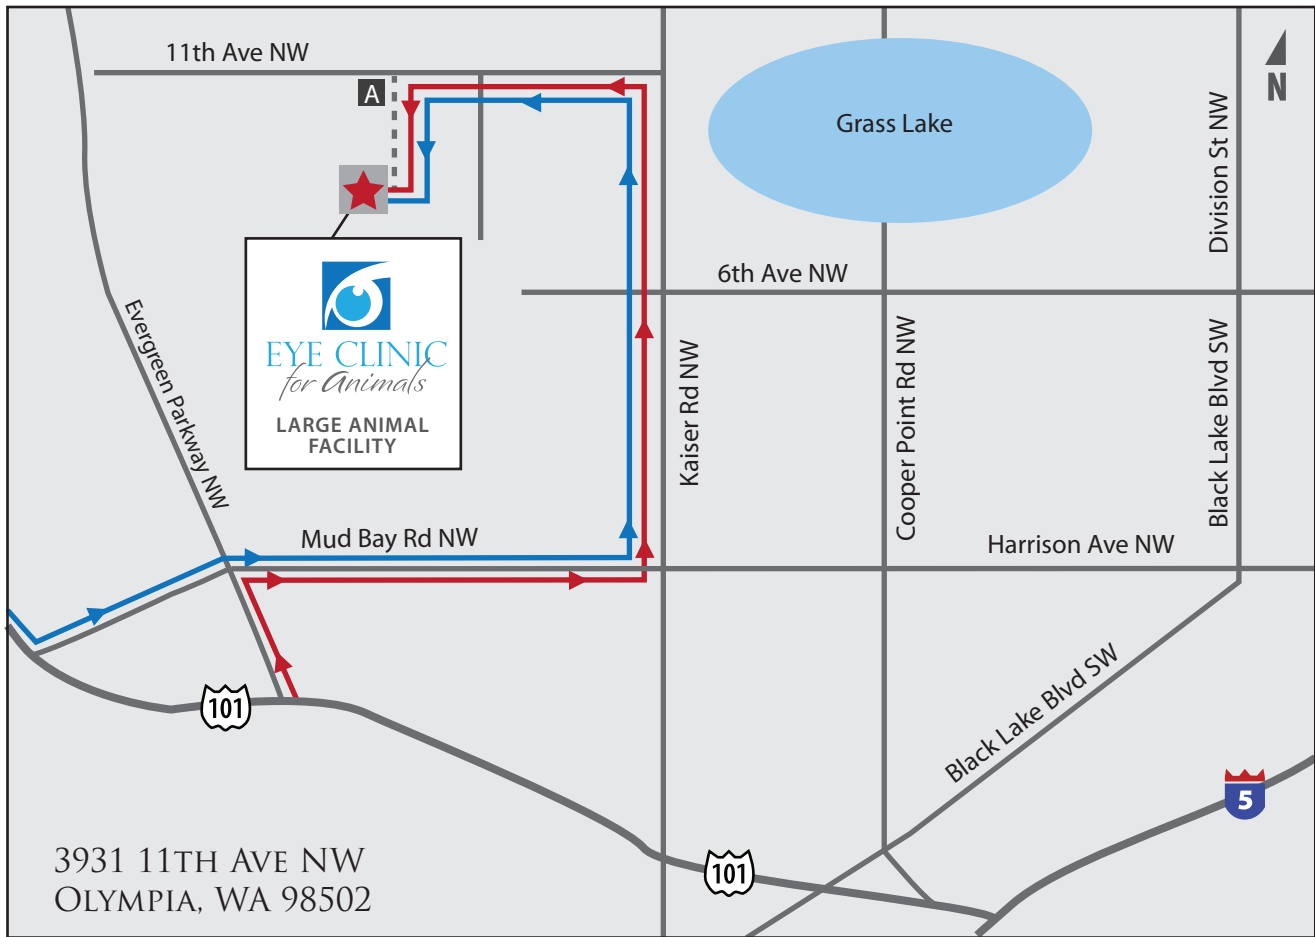 11th Ave NW
A
Grass Lake
N
Division St NW
6th Ave NW
Evergreen Parkway NW
EYE CLINIC
for Animals
LARGE ANIMAL
FACILITY
Kaiser Rd NW
Cooper Point Rd NW
Black Lake Blvd SW
Mud Bay Rd NW
Harrison Ave NW
101
Black Lake Blvd SW
5
101
3931 11TH AVE NW
OLYMPIA, WA 98502